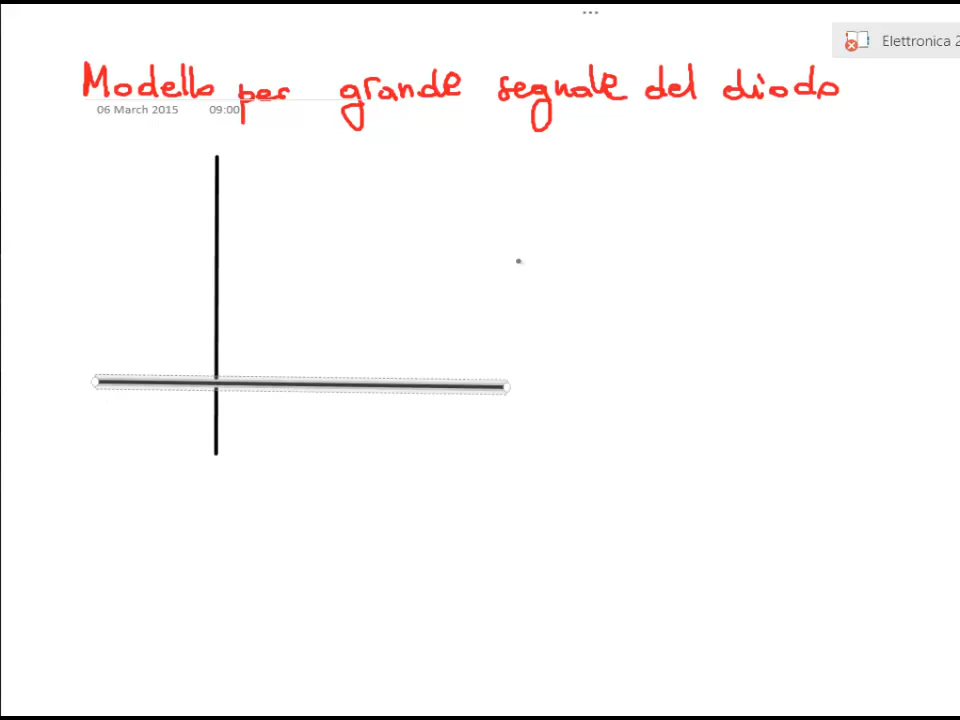 Elettronica 2
Modello per grande segnale del diodo
06 March 2015 09:00